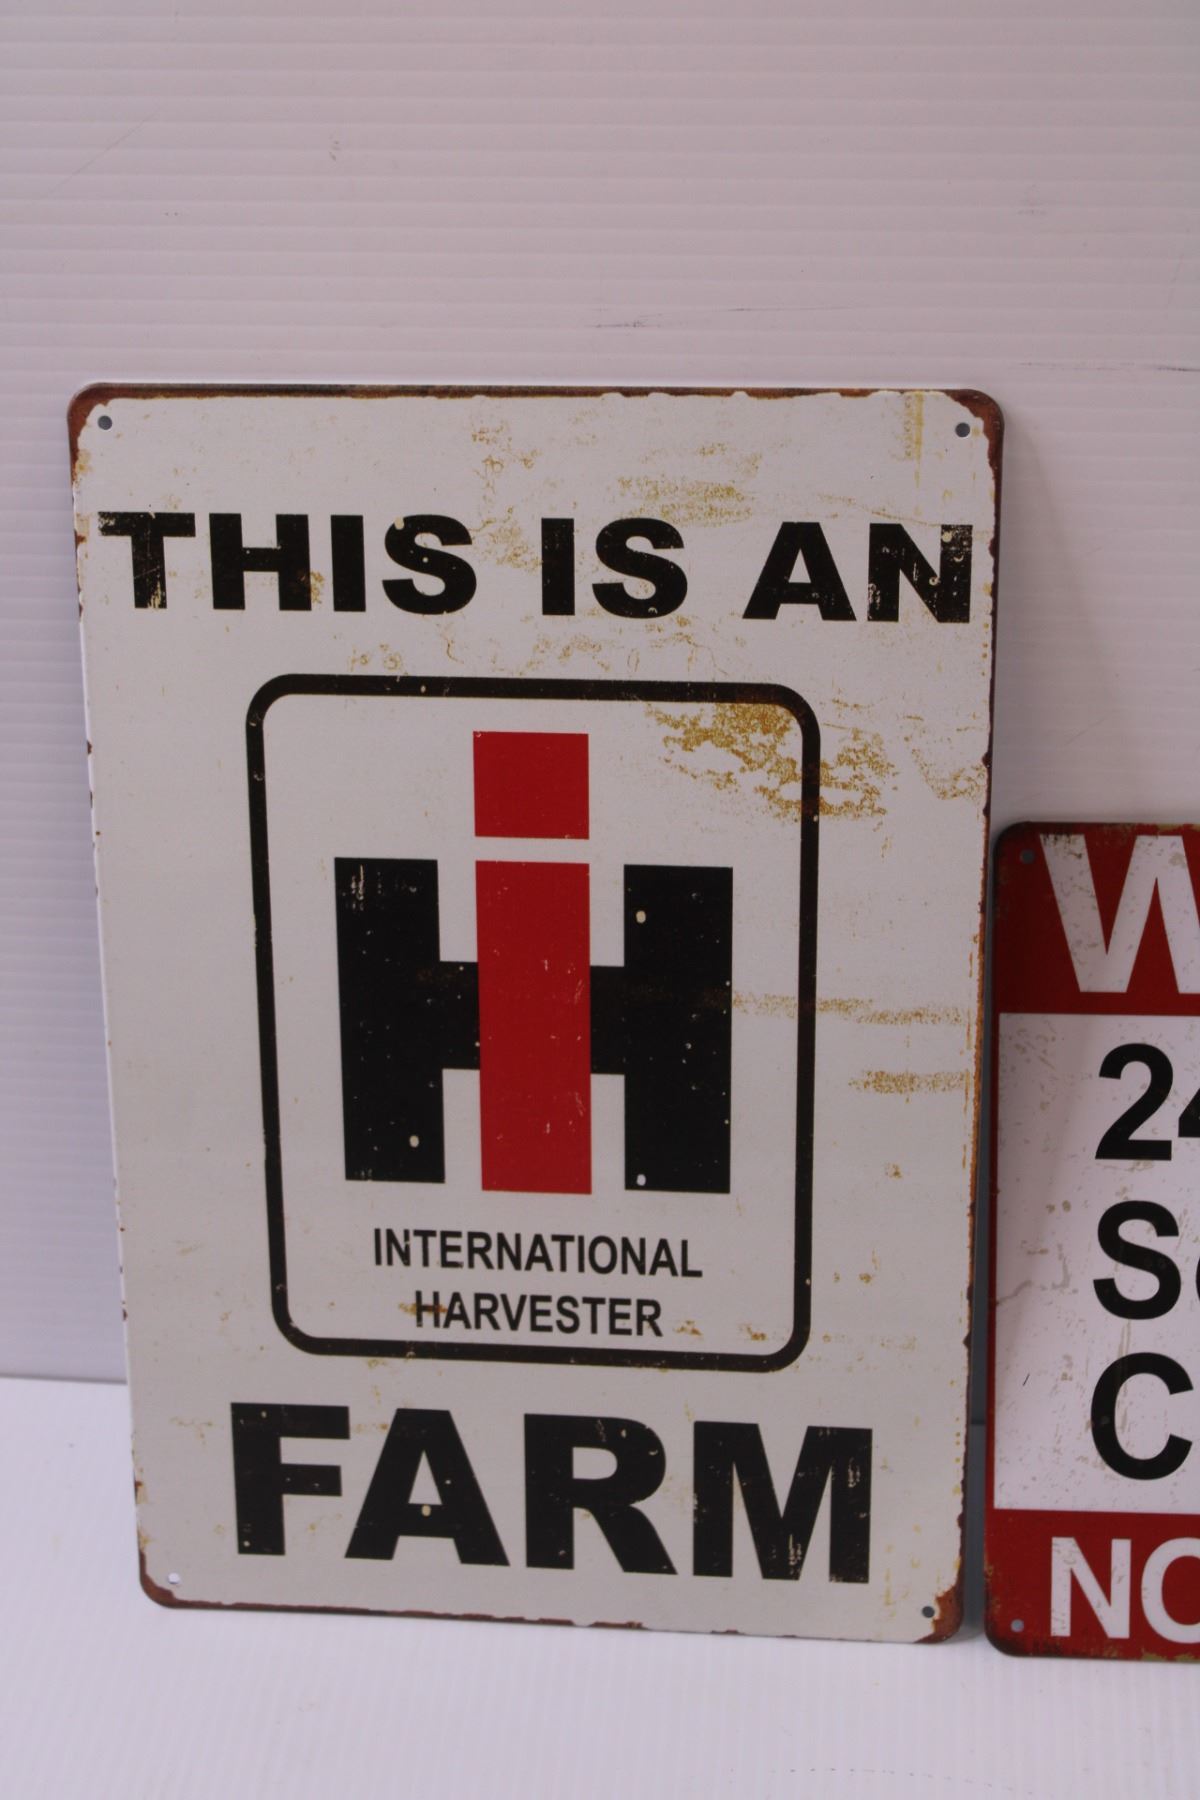 THIS IS AN
IH
INTERNATIONAL
HARVESTER
FARM
24
NO